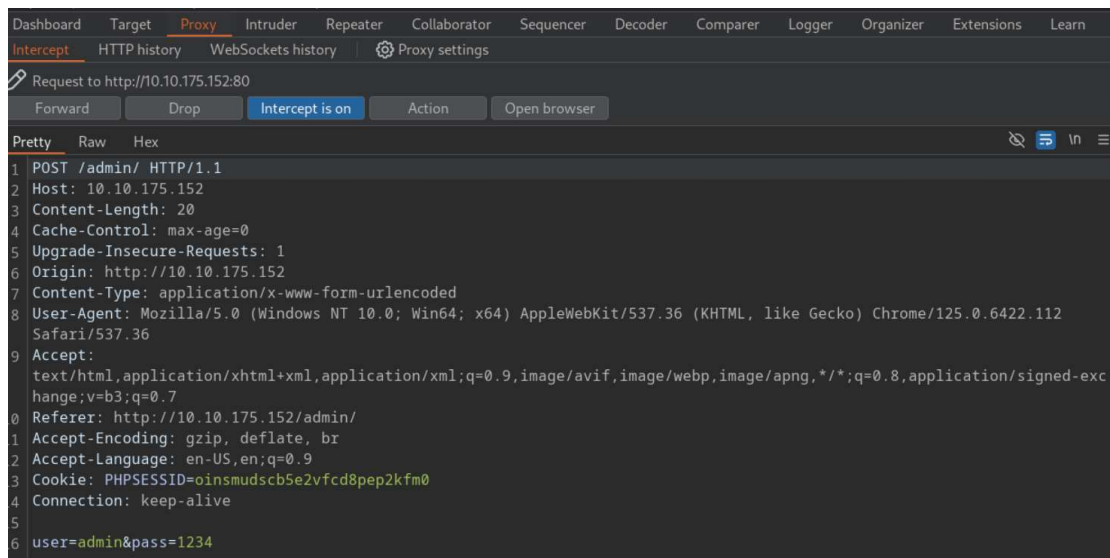 Dashboard Target Proxy Intruder Repeater Collaborator Sequencer Decoder Comparer Logger Organizer Extensions Learn
Intercept HTTP history WebSockets history Proxy settings
Request to http://10.10.175.152:80
Forward Drop Intercept is on Action Open browser
Pretty Raw Hex \n
1 POST /admin/ HTTP/1.1
2 Host: 10.10.175.152
3 Content-Length: 20
4 Cache-Control: max-age=0
5 Upgrade-Insecure-Requests: 1
6 Origin: http://10.10.175.152
7 Content-Type: application/x-www-form-urlencoded
8 User-Agent: Mozilla/5.0 (Windows NT 10.0; Win64; x64) AppleWebKit/537.36 (KHTML, like Gecko) Chrome/125.0.6422.112
Safari/537.36
9 Accept:
text/html,application/xhtml+xml,application/xml;q=0.9,image/avif,image/webp,image/apng,*/*;q=0.8,application/signed-exc
hange;v=b3;q=0.7
0 Referer: http://10.10.175.152/admin/
1 Accept-Encoding: gzip, deflate, br
2 Accept-Language: en-US,en;q=0.9
3 Cookie: PHPSESSID=oinsmudscb5e2vfcd8pep2kfm0
4 Connection: keep-alive
5
6 user=admin&pass=1234